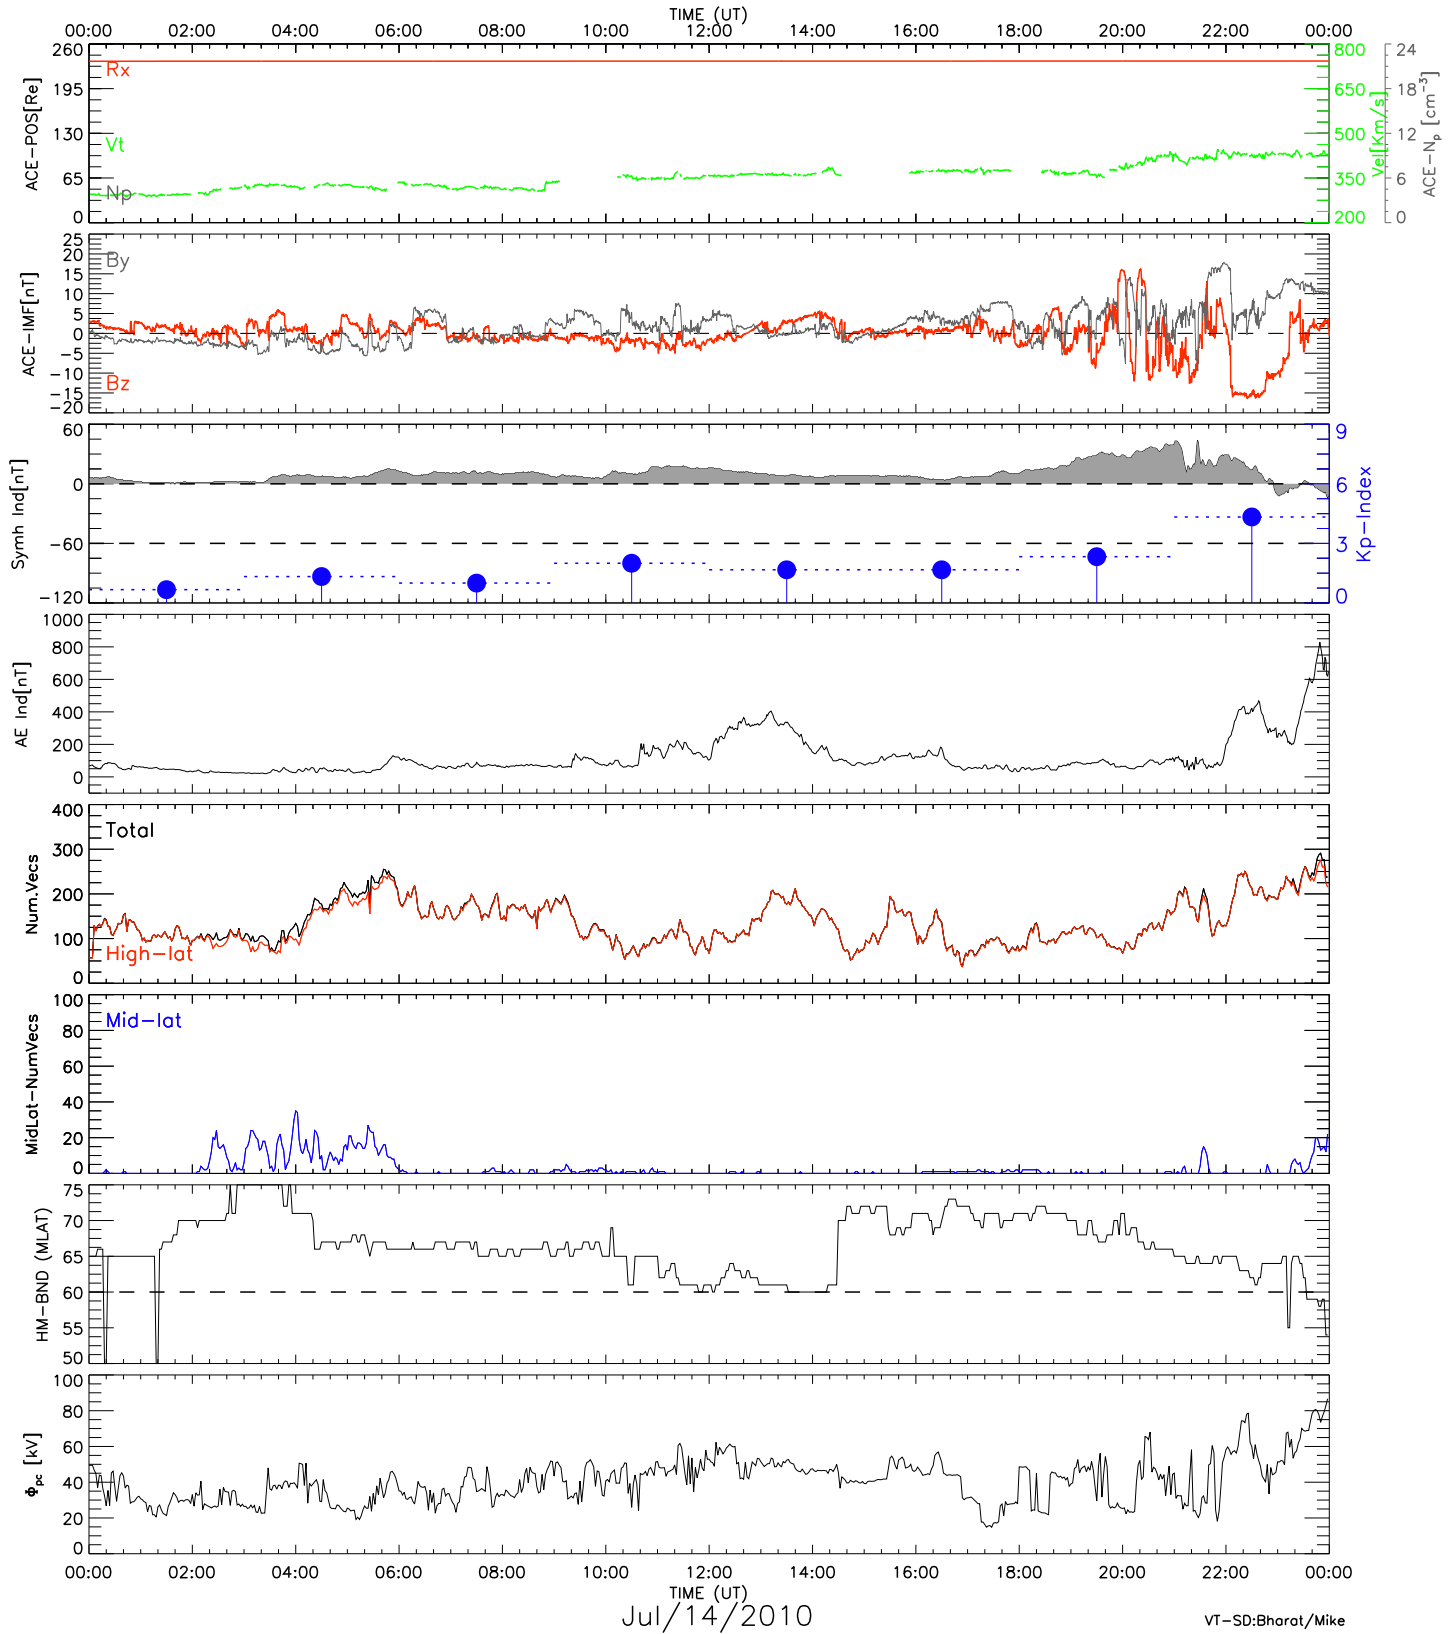 TIME (UT)
00:00 02:00 04:00 06:00 08:00 10:00 12:00 14:00 16:00 18:00 20:00 22:00 00:00
ACE-POS[Re]
260
195
130
65
0
Rx
Vt
Np
800
650
500
350
200
Vel[Km/s]
24
18
12
6
0
ACE-Np [cm-3]
ACE-IMF[nT]
25
20
15
10
5
0
-5
-10
-15
-20
By
Bz
Symh Ind[nT]
60
0
-60
-120
9
6
3
0
Kp-Index
AE Ind[nT]
1000
800
600
400
200
0
Num.Vecs
400
300
200
100
0
Total
High-lat
MidLat-NumVecs
100
80
60
40
20
0
Mid-lat
HM-BND (MLAT)
75
70
65
60
55
50
Φpc [kV]
100
80
60
40
20
0
00:00 02:00 04:00 06:00 08:00 10:00 12:00 14:00 16:00 18:00 20:00 22:00 00:00
TIME (UT)
Jul/14/2010
VT-SD:Bharat/Mike